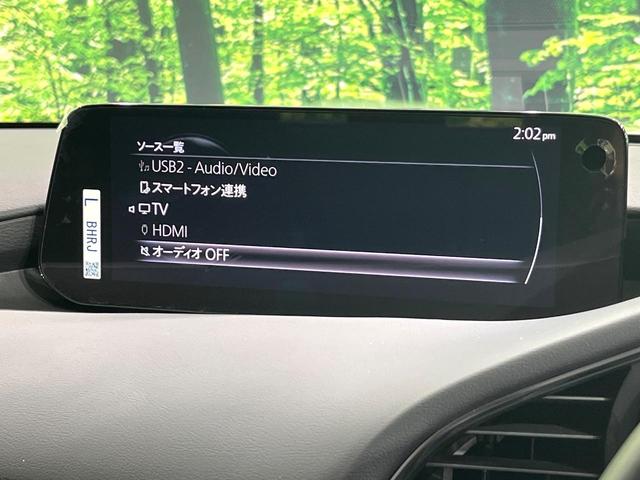 2:02pm
ソース一覧
USB2 - Audio/Video
スマートフォン連携
TV
HDMI
オーディオ OFF
L BHRJ